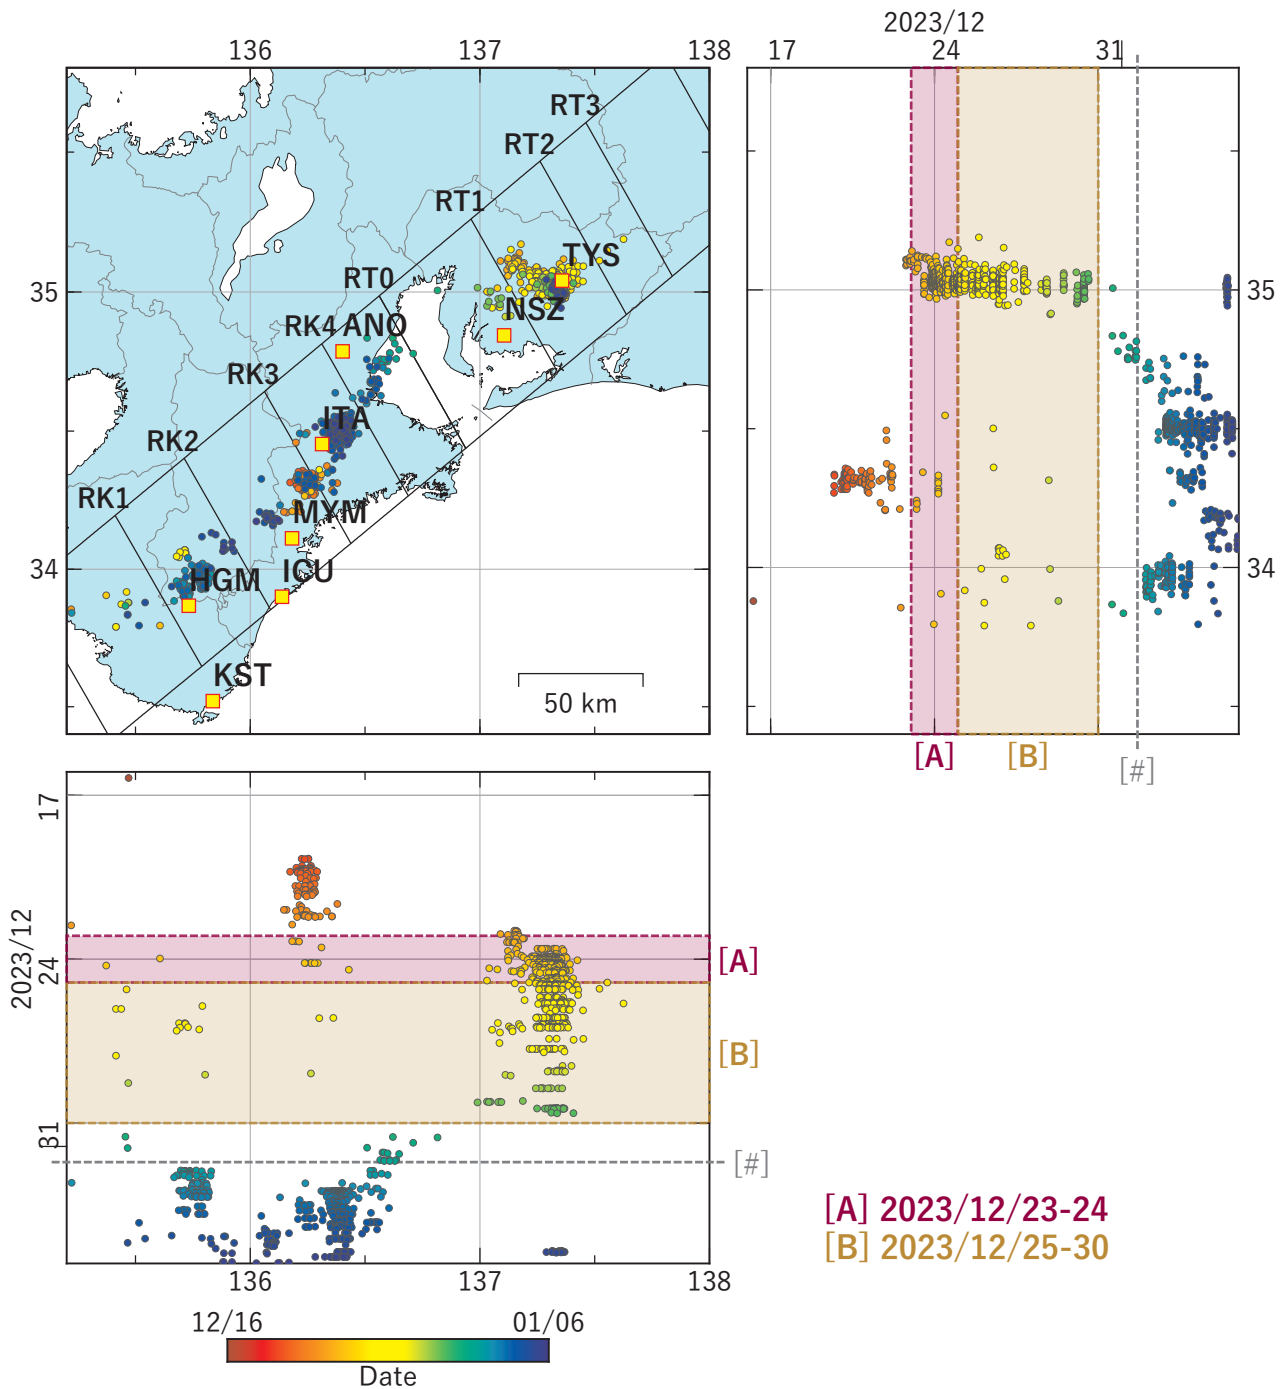 2023/12
136
137
138
17
24
31
RT3
RT2
RT1
TYS
RT0
35
NSZ
35
RK4
ANO
RK3
ITA
RK2
RK1
MYM
34
HGM
ICU
34
KST
50 km
[A]
[B]
[#]
17
2023/12
24
[A]
[B]
31
[#]
136
137
138
[A] 2023/12/23-24
[B] 2023/12/25-30
12/16
01/06
Date